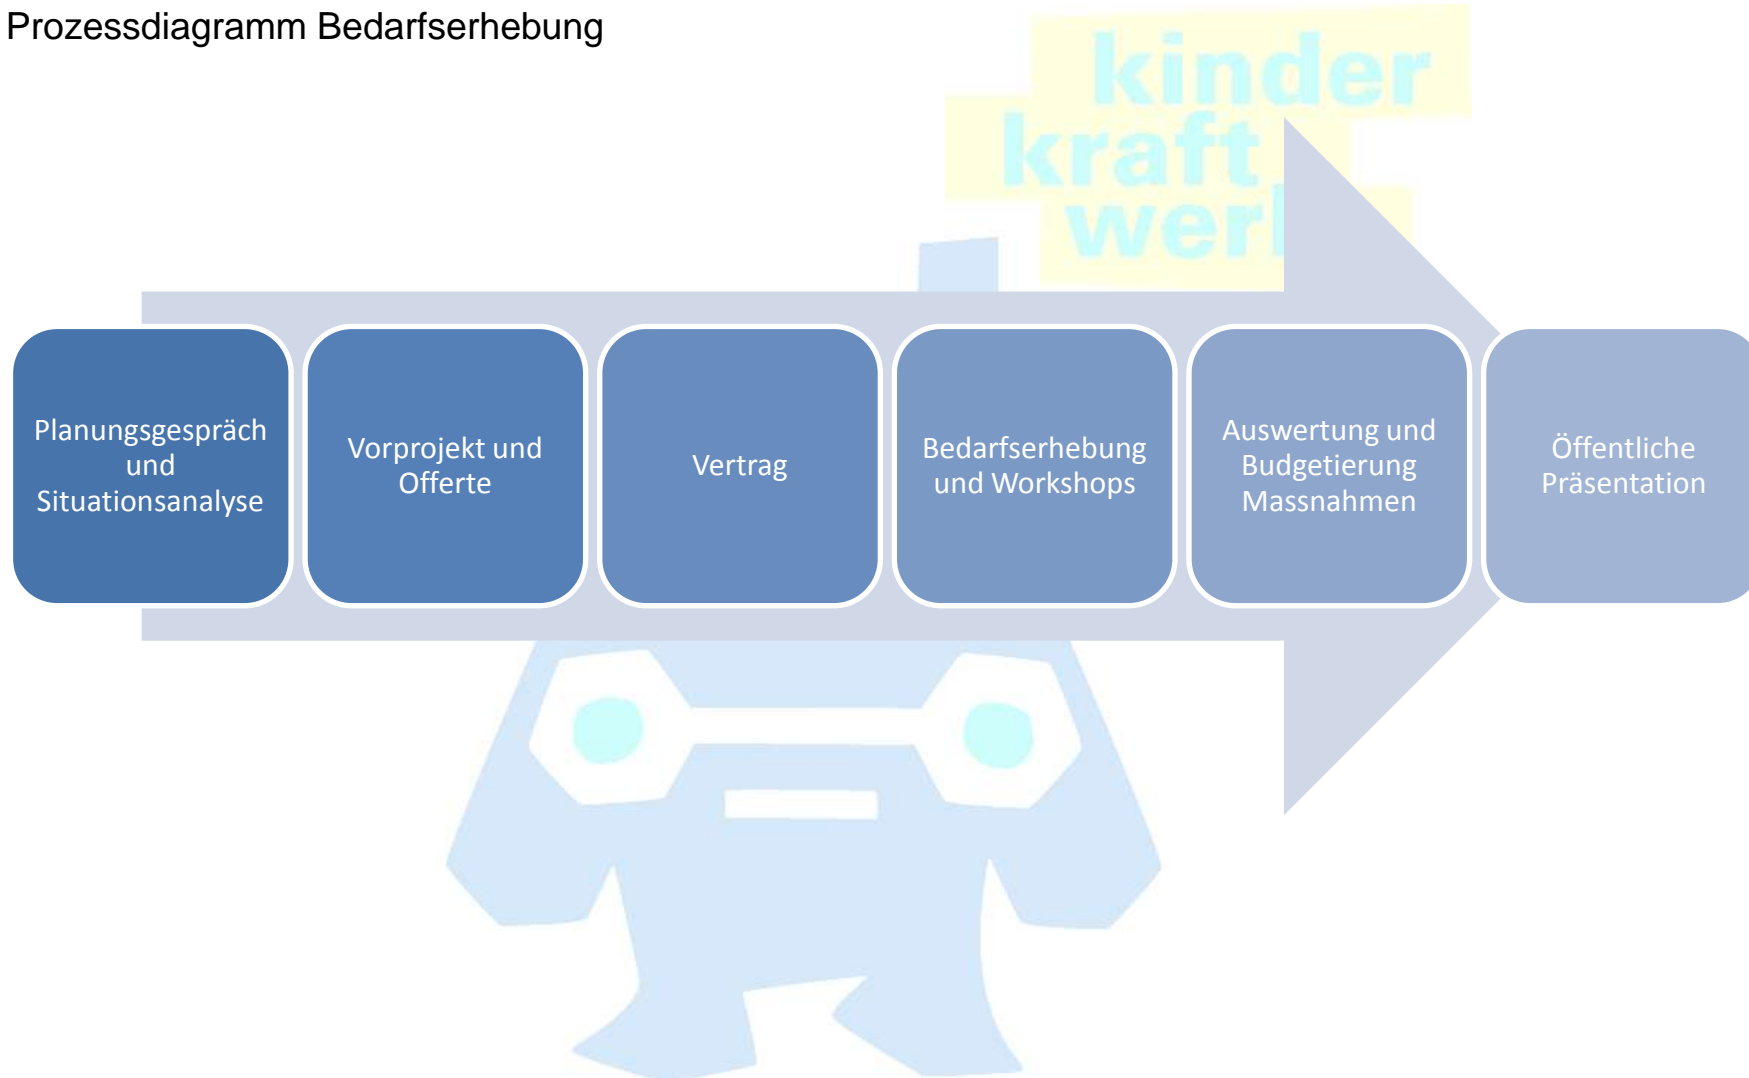 Prozessdiagramm Bedarfserhebung
kinder
kraft
werk
Planungsgespräch
und
Situationsanalyse
Vorprojekt und
Offerte
Vertrag
Bedarfserhebung
und Workshops
Auswertung und
Budgetierung
Massnahmen
Öffentliche
Präsentation